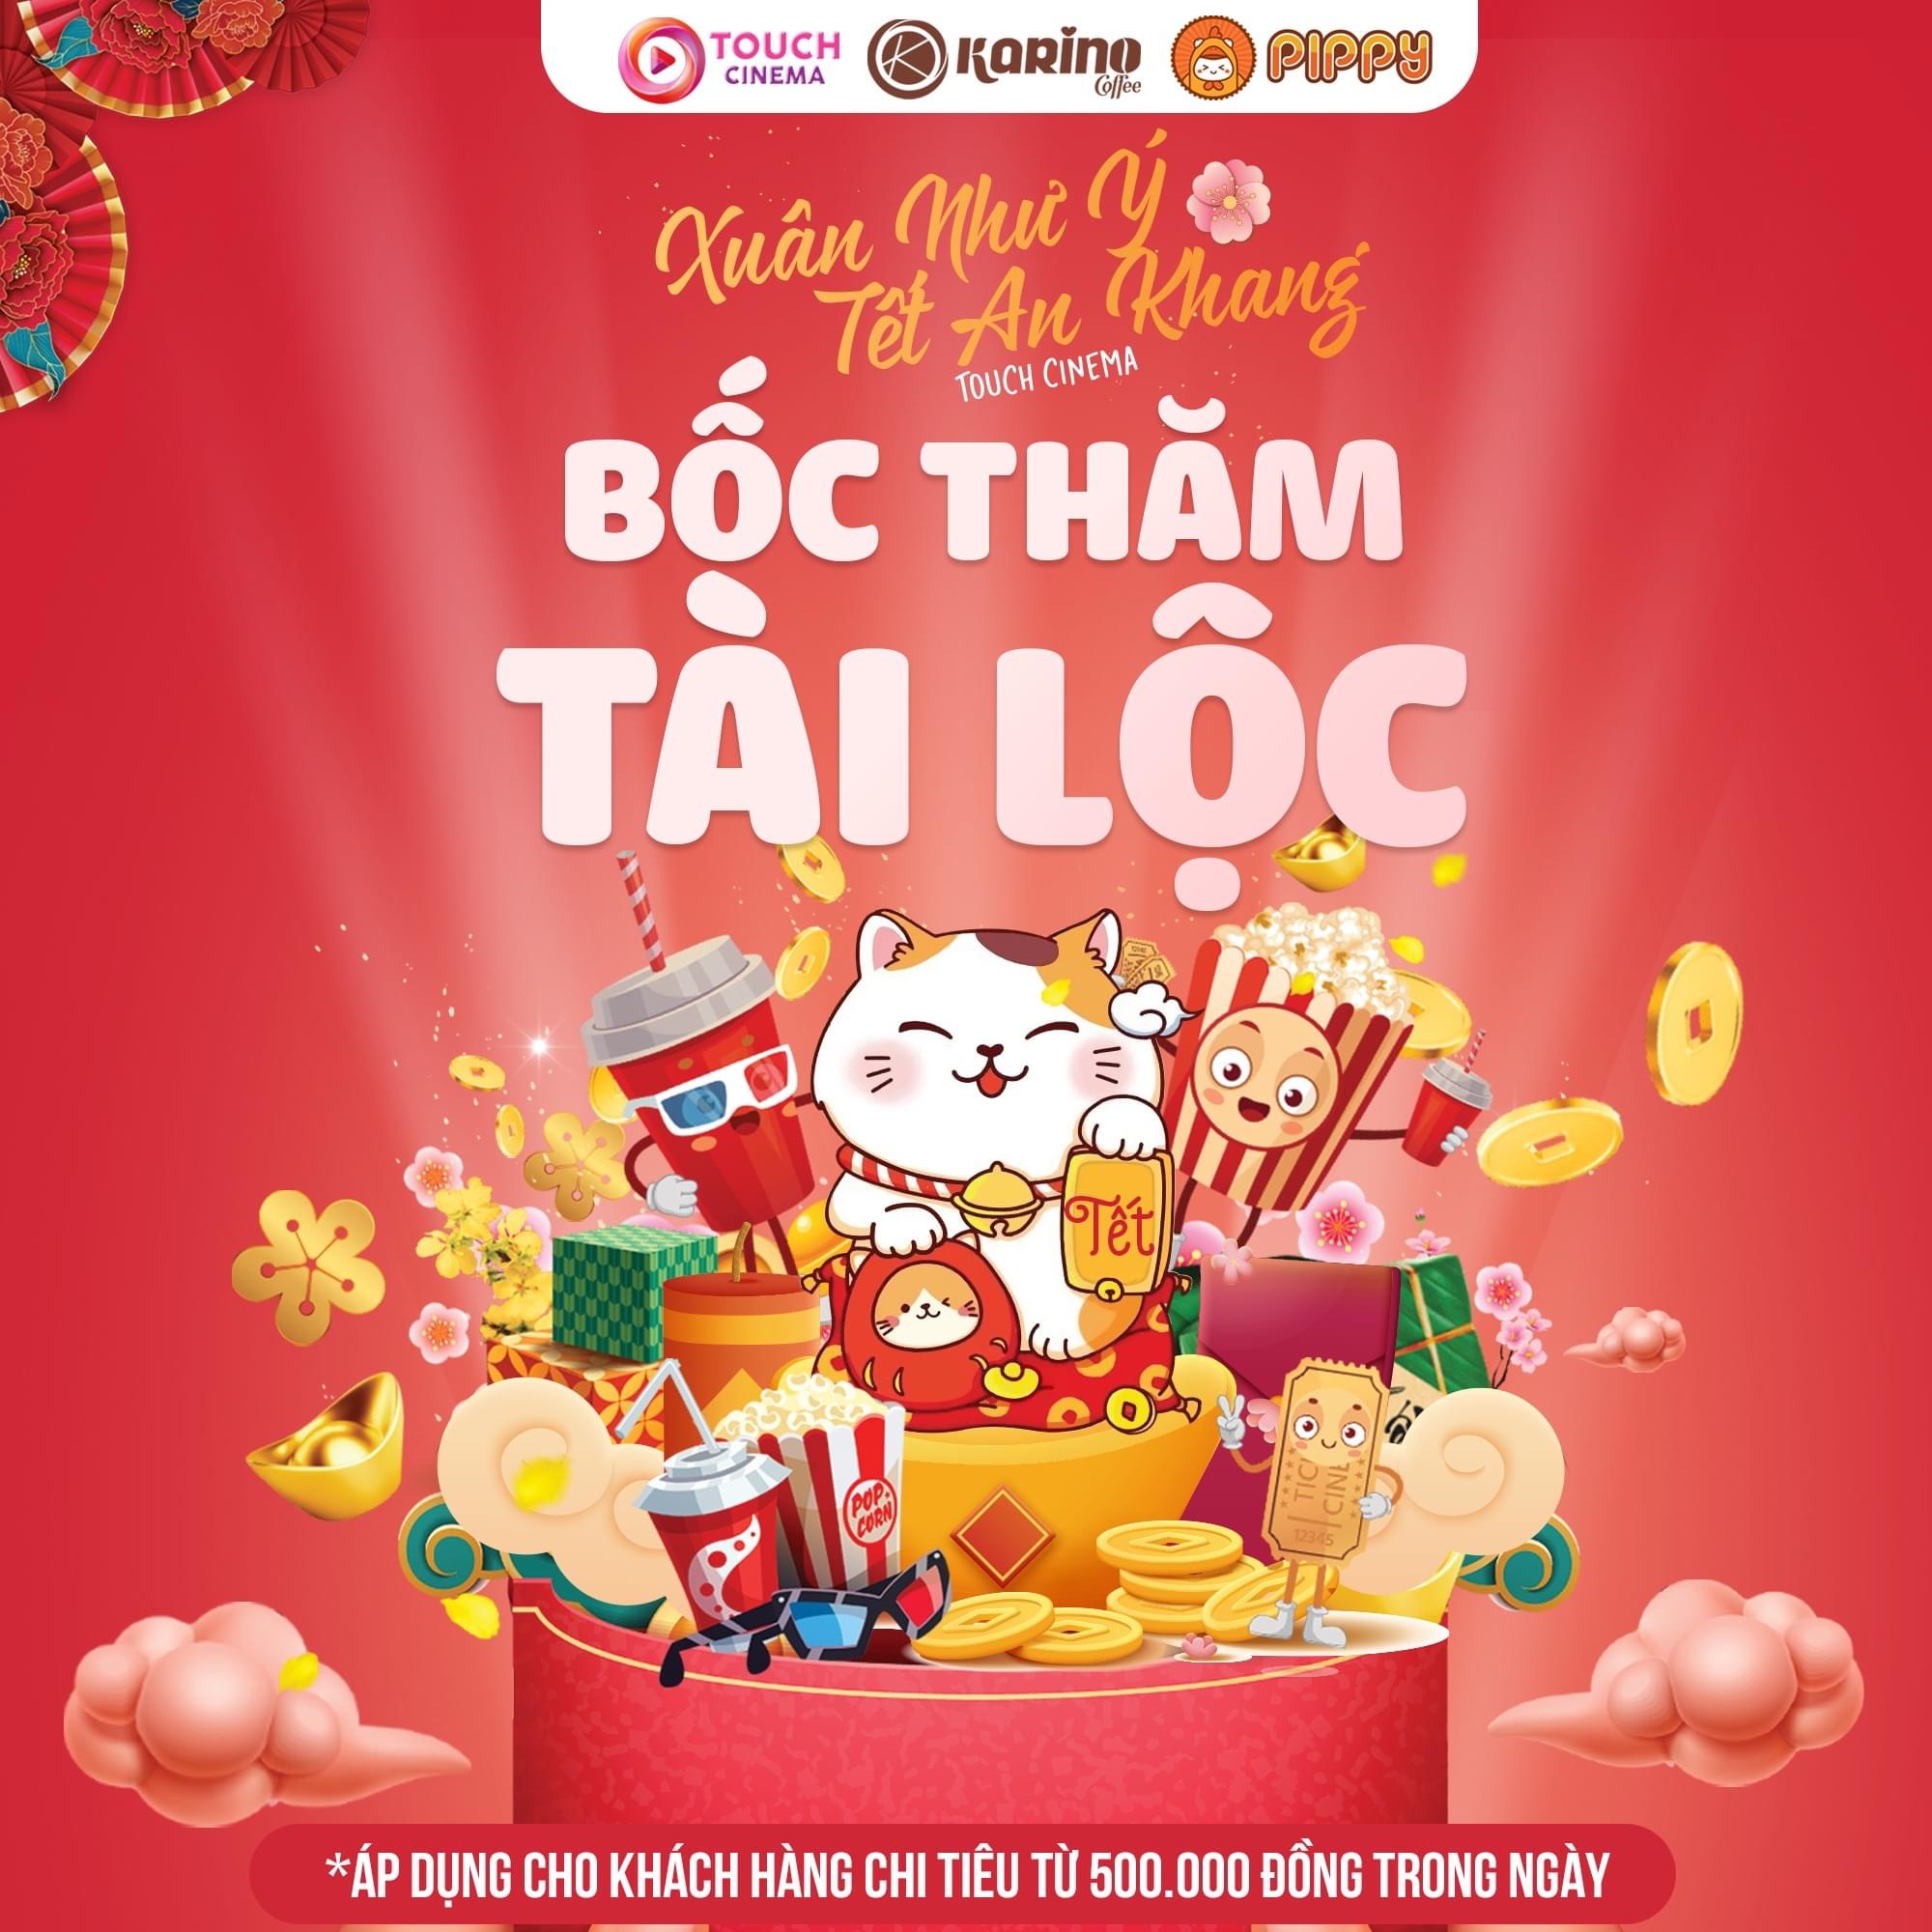 TOUCH CINEMA
KARINO Coffee
PIPPY
Xuân Như Ý
Tết An Khang
TOUCH CINEMA
BỐC THĂM
TÀI LỘC
Tết
POP-
CORN
TIC
CINE
12345
*ÁP DỤNG CHO KHÁCH HÀNG CHI TIÊU TỪ 500.000 ĐỒNG TRONG NGÀY